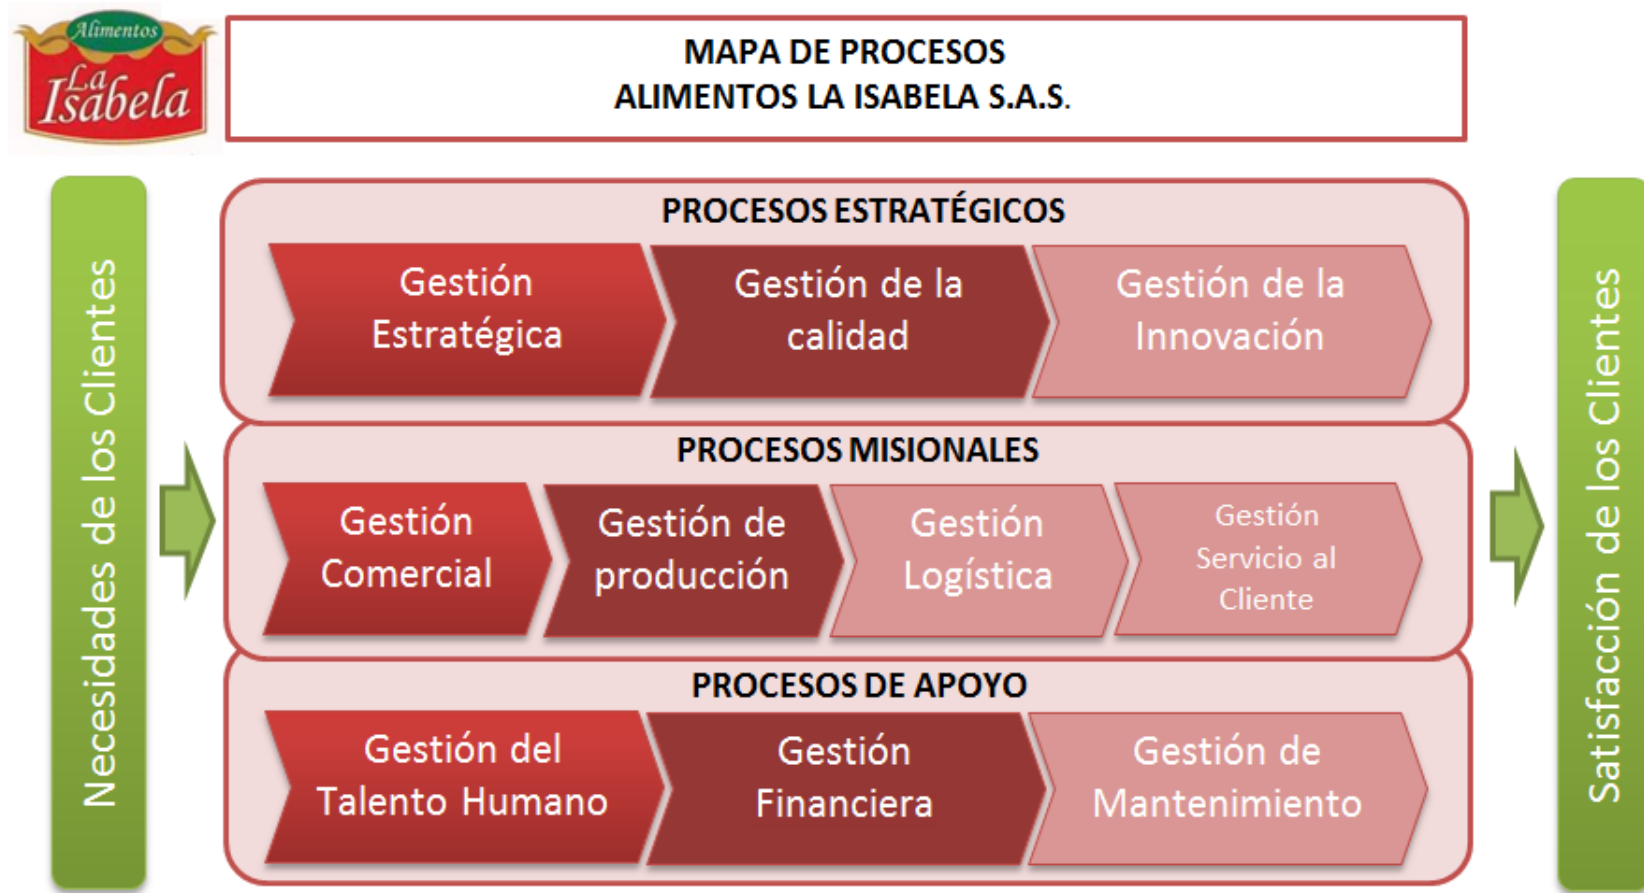 Alimentos
La
Isabela
MAPA DE PROCESOS
ALIMENTOS LA ISABELA S.A.S.
Necesidades de los Clientes
PROCESOS ESTRATÉGICOS
Gestión
Estratégica
Gestión de la
calidad
Gestión de la
Innovación
PROCESOS MISIONALES
Gestión
Comercial
Gestión de
producción
Gestión
Logística
Gestión
Servicio al
Cliente
PROCESOS DE APOYO
Gestión del
Talento Humano
Gestión
Financiera
Gestión de
Mantenimiento
Satisfacción de los Clientes